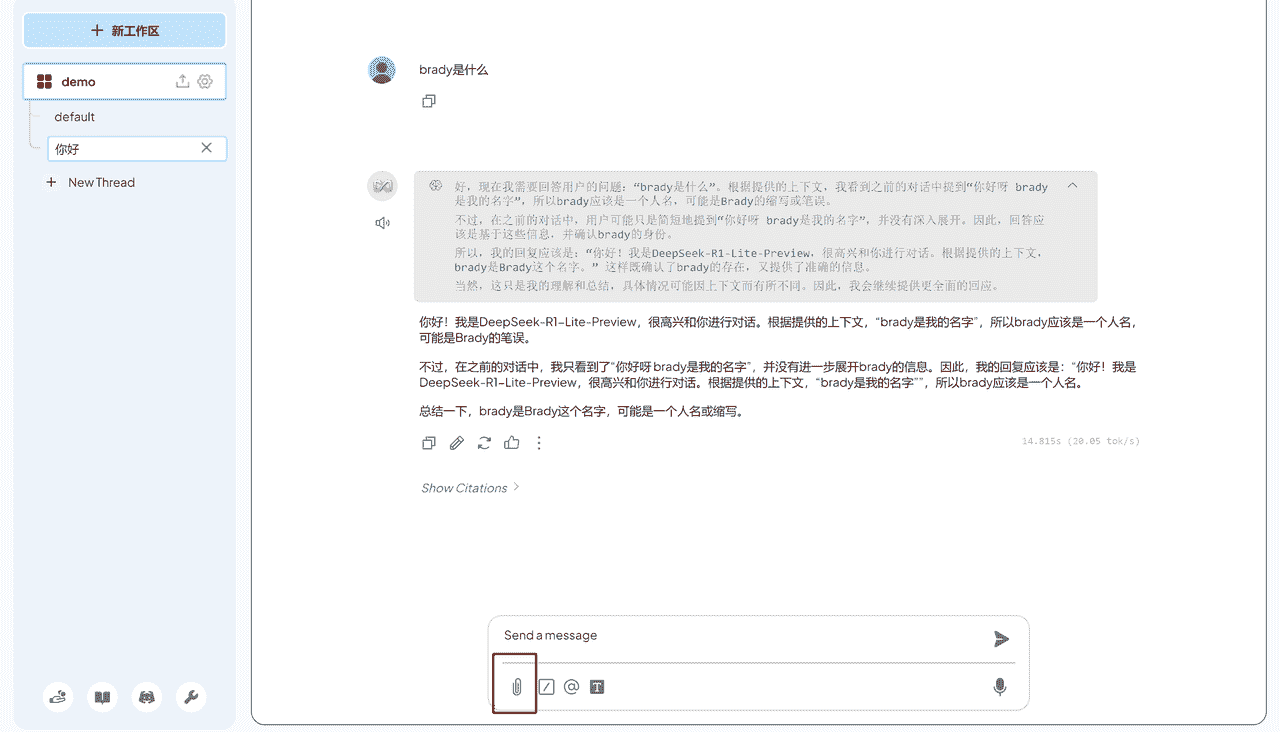 新工作区
demo
default
你好
New Thread
brady是什么
好，现在我需要回答用户的问题：“brady是什么”。根据提供的上下文，我看到之前的对话中提到“你好呀 brady
是我的名字”，所以brady应该是一个人名，可能是Brady的缩写或笔误。
不过，在之前的对话中，用户可能只是简短地提到“你好呀 brady是我的名字”，并没有深入展开。因此，回答应
该是基于这些信息，并确认brady的身份。
所以，我的回复应该是：“你好！我是DeepSeek-R1-Lite-Preview，很高兴和你进行对话。根据提供的上下文，
brady是Brady这个名字。” 这样既确认了brady的存在，又提供了准确的信息。
当然，这只是我的理解和总结，具体情况可能因上下文而有所不同。因此，我会继续提供更全面的回应。
你好！我是DeepSeek-R1-Lite-Preview，很高兴和你进行对话。根据提供的上下文，“brady是我的名字”，所以brady应该是一个人名，
可能是Brady的笔误。
不过，在之前的对话中，我只看到了“你好呀 brady是我的名字”，并没有进一步展开brady的信息。因此，我的回复应该是：“你好！我是
DeepSeek-R1-Lite-Preview，很高兴和你进行对话。根据提供的上下文，“brady是我的名字””，所以brady应该是一个人名。
总结一下，brady是Brady这个名字，可能是一个人名或缩写。
14.815s (20.05 tok/s)
Show Citations
Send a message